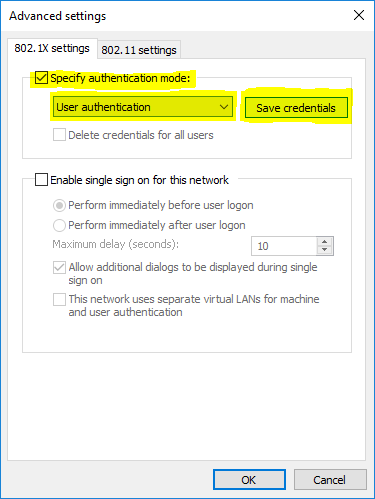 Advanced settings
802.1X settings
802.11 settings
Specify authentication mode:
User authentication
Save credentials
Delete credentials for all users
Enable single sign on for this network
Perform immediately before user logon
Perform immediately after user logon
Maximum delay (seconds):
10
Allow additional dialogs to be displayed during single
sign on
This network uses separate virtual LANs for machine
and user authentication
OK
Cancel